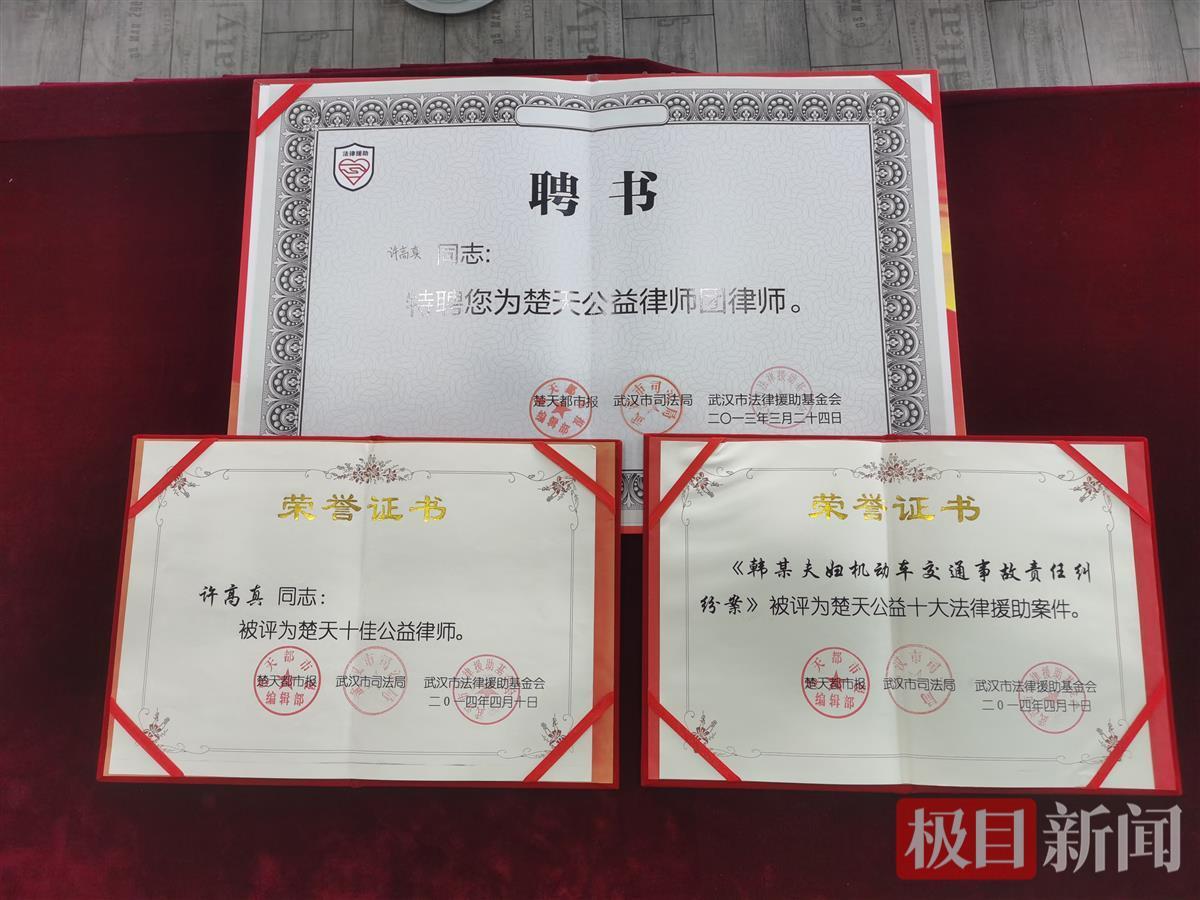 法律援助
聘书
许高真 同志：
特聘您为楚天公益律师团律师。
楚天都市报 武汉市司法局 武汉市法律援助基金会
二〇一三年三月二十四日
荣誉证书
许高真 同志：
被评为楚天十佳公益律师。
楚天都市报 武汉市司法局 武汉市法律援助基金会
编辑部
二0一四年四月十日
荣誉证书
《韩某夫妇机动车交通事故责任纠
纷案》被评为楚天公益十大法律援助案件。
楚天都市报 武汉市司法局 武汉市法律援助基金会
编辑部
二0一四年四月十日
极目新闻